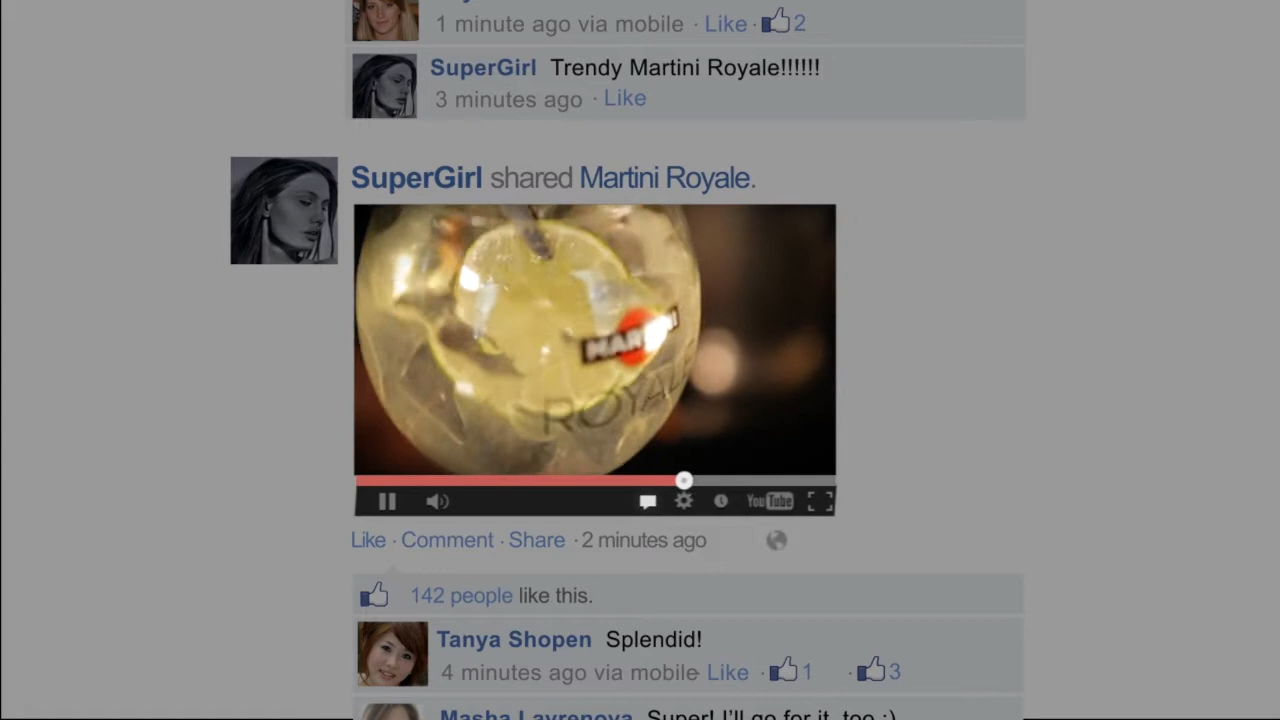 1 minute ago via mobile · Like · 2
SuperGirl Trendy Martini Royale!!!!!!
3 minutes ago · Like
SuperGirl shared Martini Royale.
MARTINI
ROYALE
YouTube
Like · Comment · Share · 2 minutes ago
142 people like this.
Tanya Shopen Splendid!
4 minutes ago via mobile Like · 1 · 3
Masha Lavrenova Super! I'll go for it, too :)